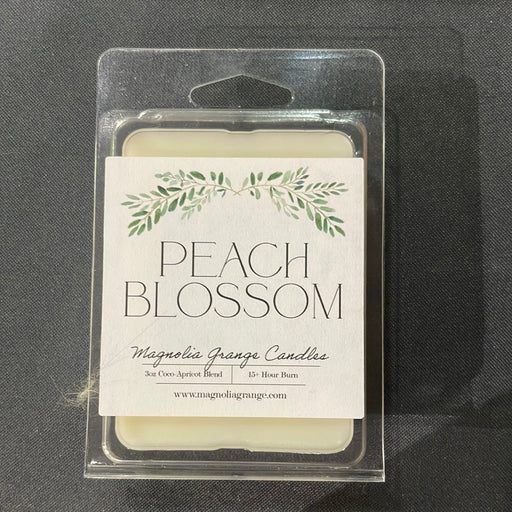 PEACH
BLOSSOM
Magnolia Grange Candles
3oz Coco-Apricot Blend
15+ Hour Burn
www.magnoliagrange.com